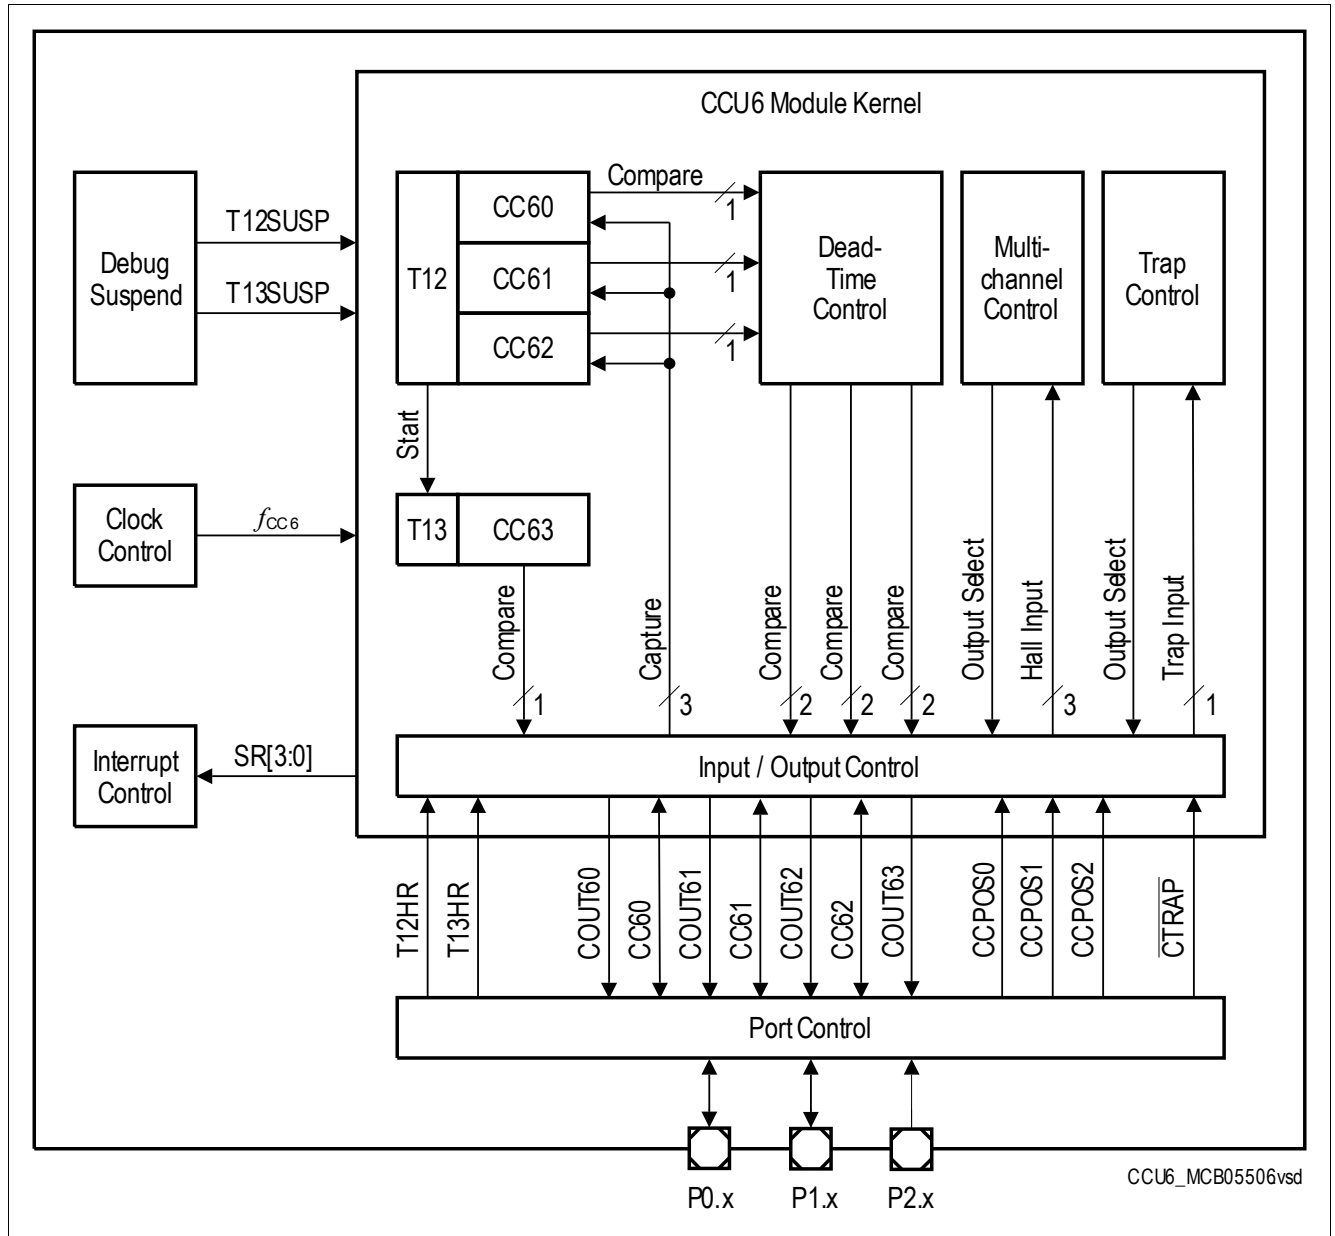 CCU6 Module Kernel
Debug
Suspend
T12SUSP
T13SUSP
T12
CC60
CC61
CC62
Compare
1
1
1
Dead-
Time
Control
Multi-
channel
Control
Trap
Control
Start
T13
CC63
Clock
Control
fCC6
Compare
1
Capture
3
Compare
2
Compare
2
Compare
2
Output Select
Hall Input
3
Output Select
Trap Input
1
Interrupt
Control
SR[3:0]
Input / Output Control
T12HR
T13HR
COUT60
CC60
COUT61
CC61
COUT62
CC62
COUT63
CCPOS0
CCPOS1
CCPOS2
CTRAP
Port Control
P0.x
P1.x
P2.x
CCU6_MCB05506.vsd